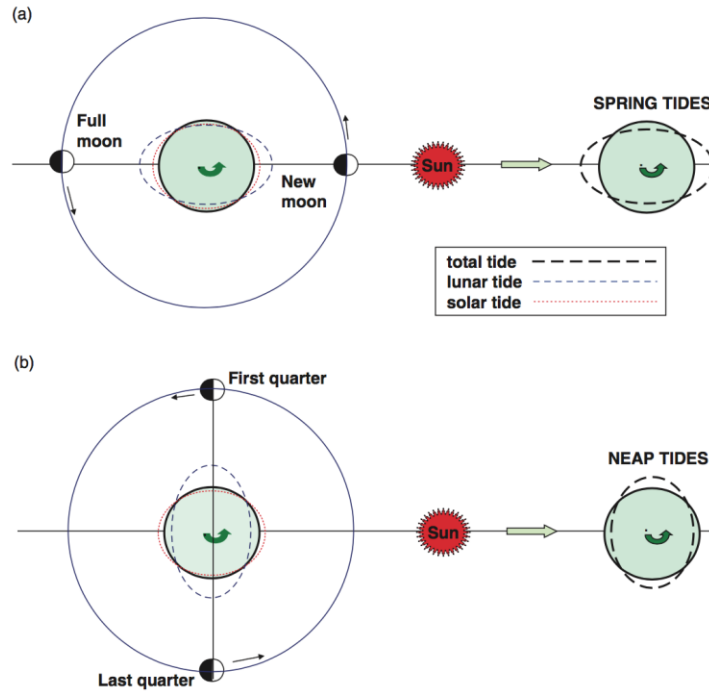 (a)
SPRING TIDES
Full
moon
New
moon
Sun
total tide
lunar tide
solar tide
(b)
First quarter
NEAP TIDES
Sun
Last quarter